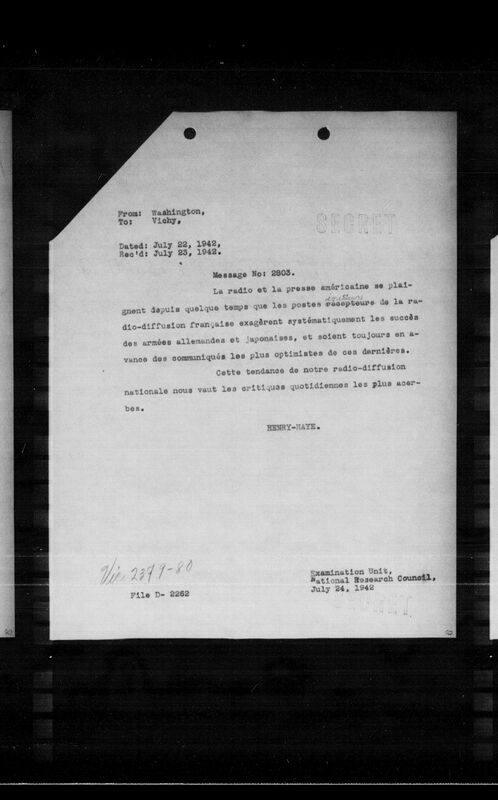 From: Washington,
To: Vichy,
SECRET
Dated: July 22, 1942,
Rec'd: July 23, 1942.
Message No: 2803.
La radio et la presse américaine se plai-
gnent depuis quelque temps que les postes récepteurs de la ra-
dio-diffusion française exagèrent systématiquement les succès
des armées allemandes et japonaises, et soient toujours en a-
vance des communiqués les plus optimistes de ces dernières.
Cette tendance de notre radio-diffusion
nationale nous vaut les critiques quotidiennes les plus acer-
bes.
HENRY-HAYE.
Vic 2379-80
File D- 2262
Examination Unit,
National Research Council,
July 24, 1942
SECRET